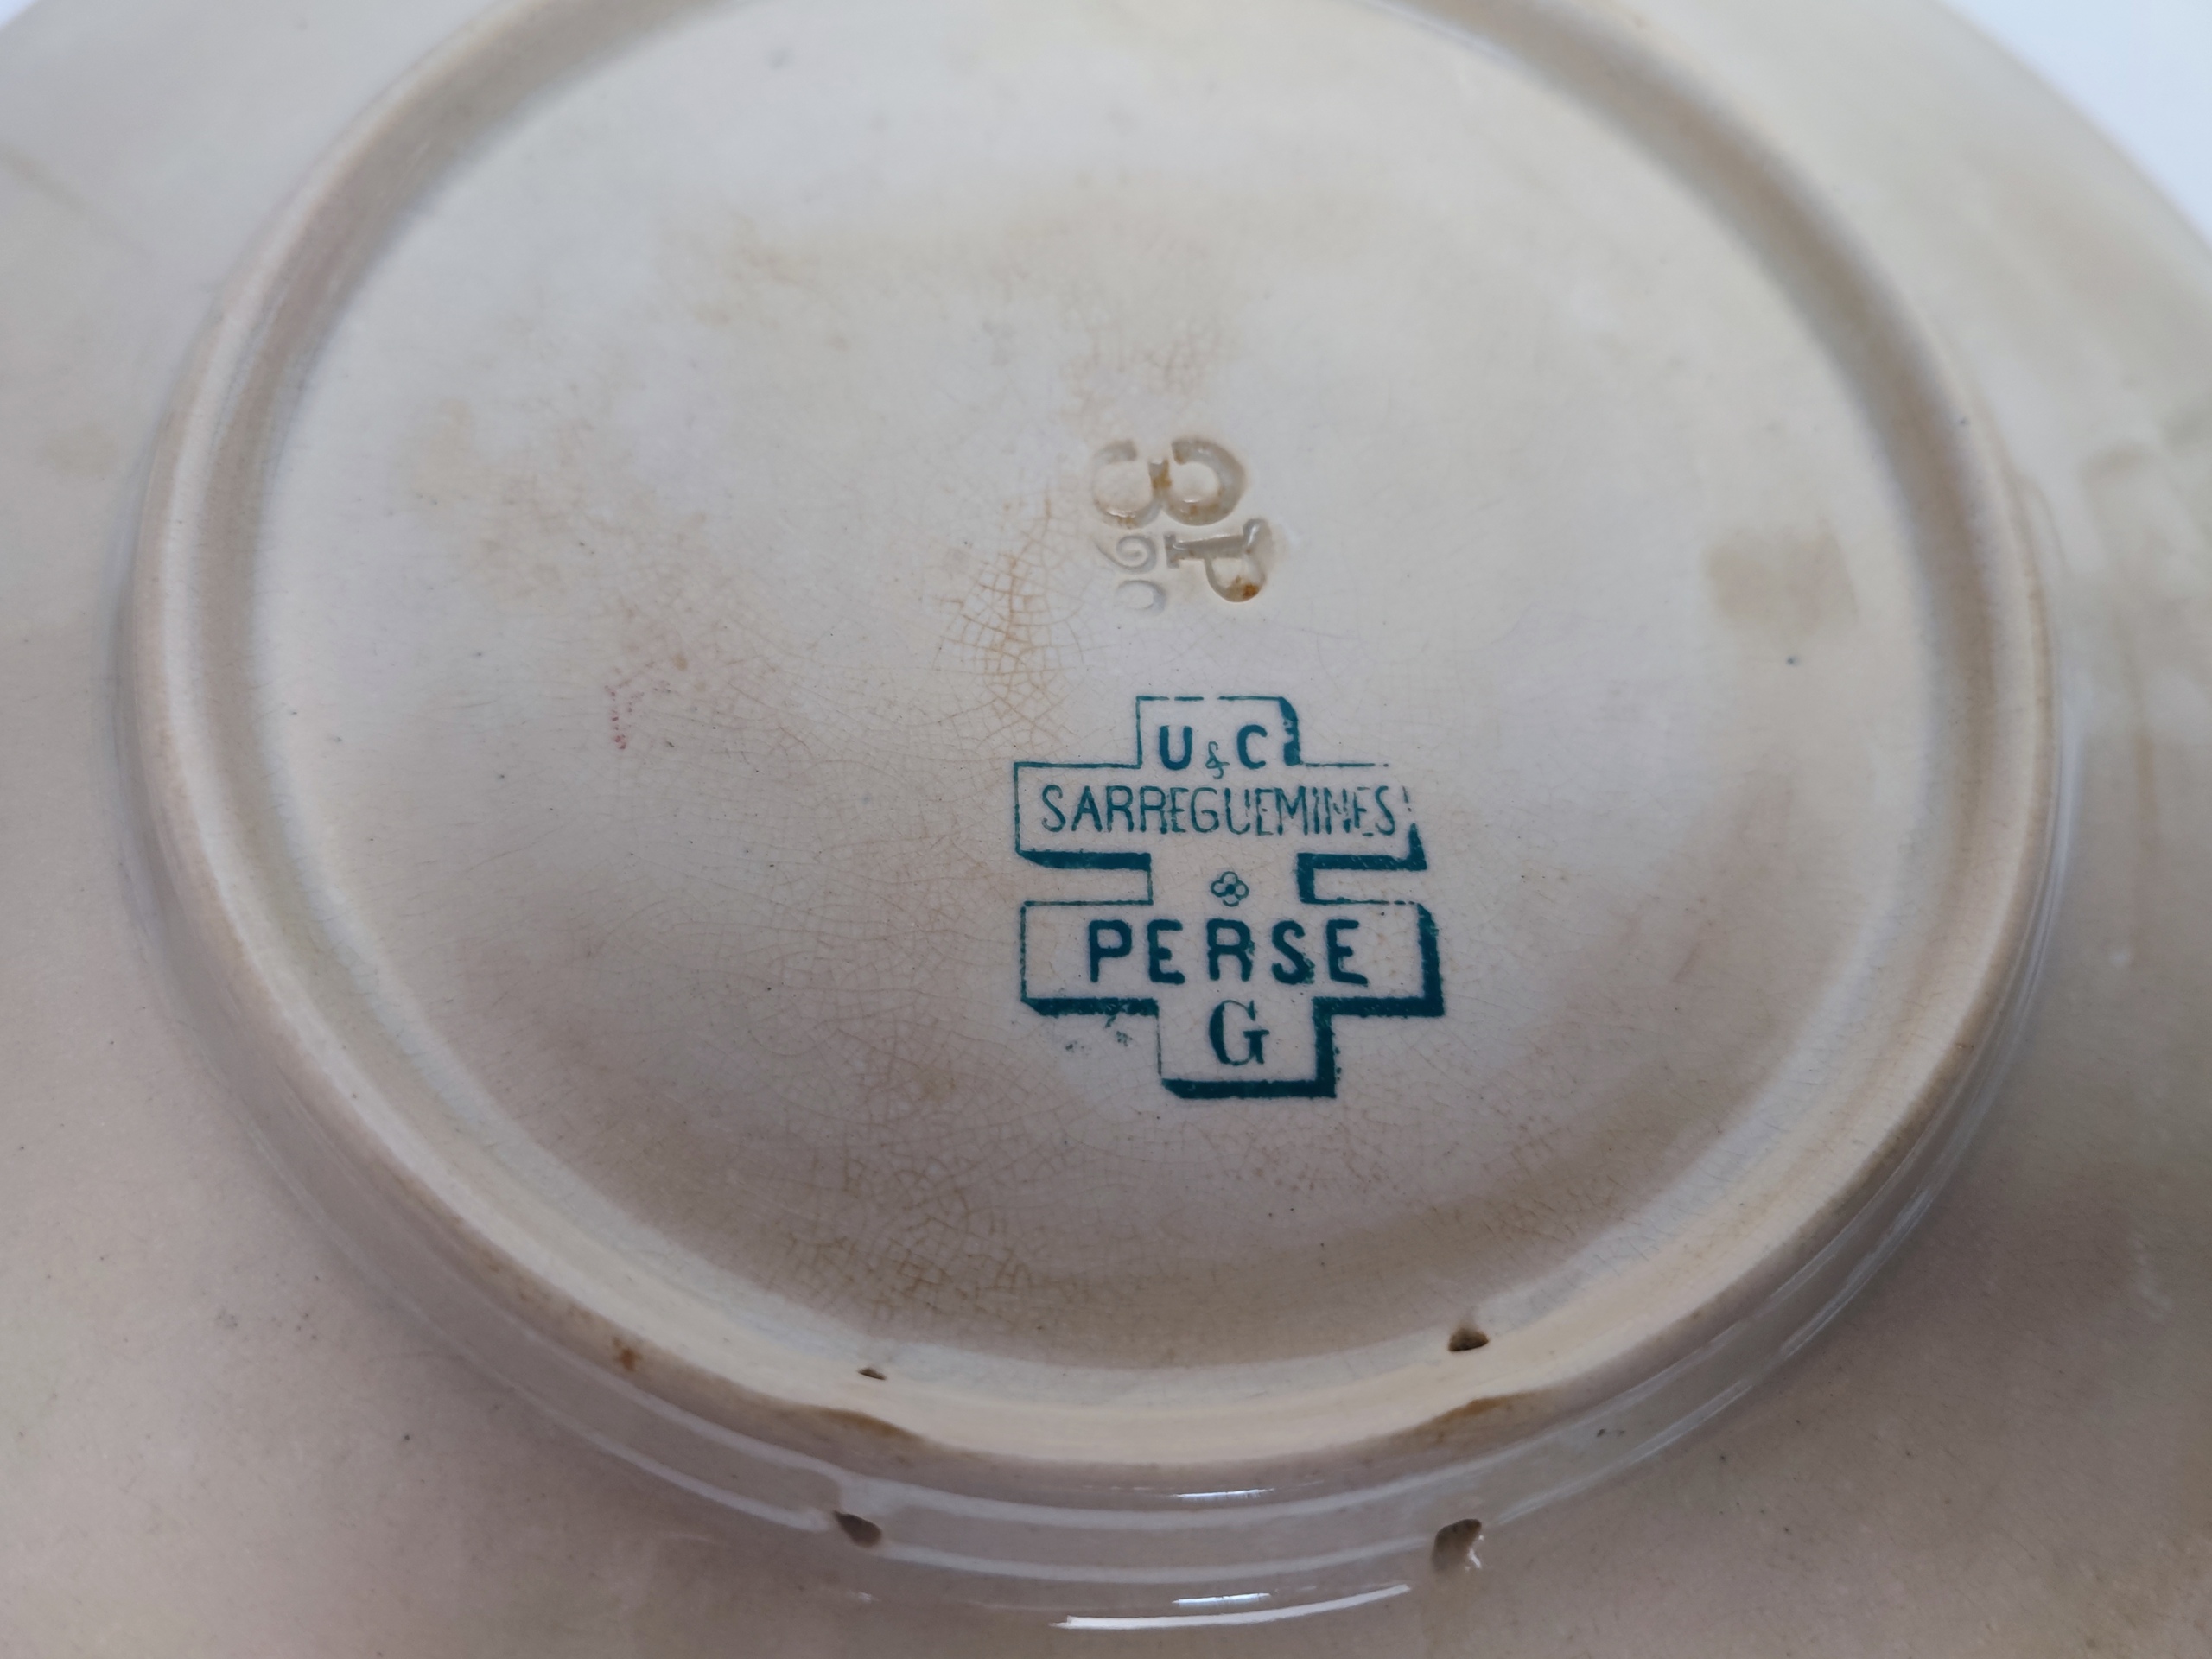 U & C
SARREGUEMINES
PERSE
G